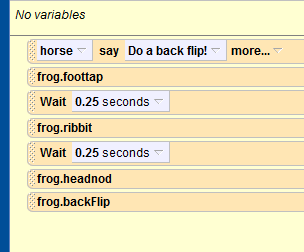 No variables
horse say Do a back flip! more...
frog.foottap
Wait 0.25 seconds
frog.ribbit
Wait 0.25 seconds
frog.headnod
frog.backFlip